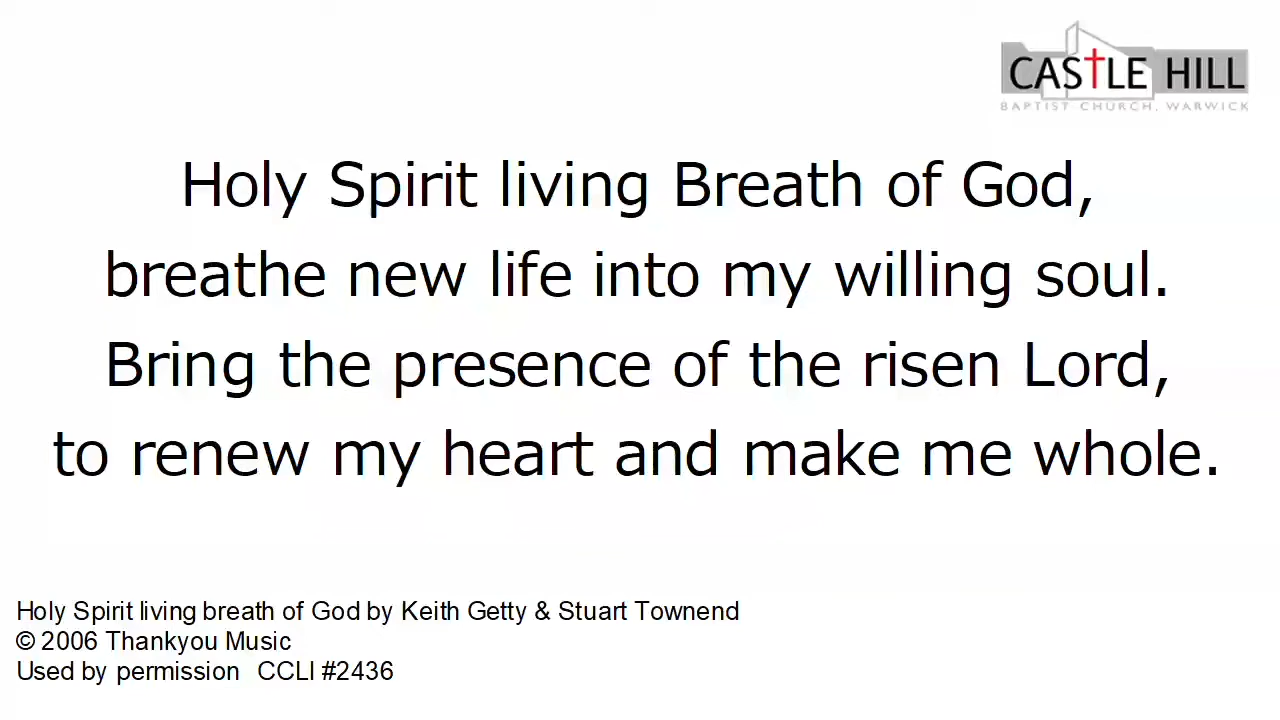 CASTLE HILL
BAPTIST CHURCH, WARWICK
Holy Spirit living Breath of God,
breathe new life into my willing soul.
Bring the presence of the risen Lord,
to renew my heart and make me whole.
Holy Spirit living breath of God by Keith Getty & Stuart Townend
© 2006 Thankyou Music
Used by permission CCLI #2436